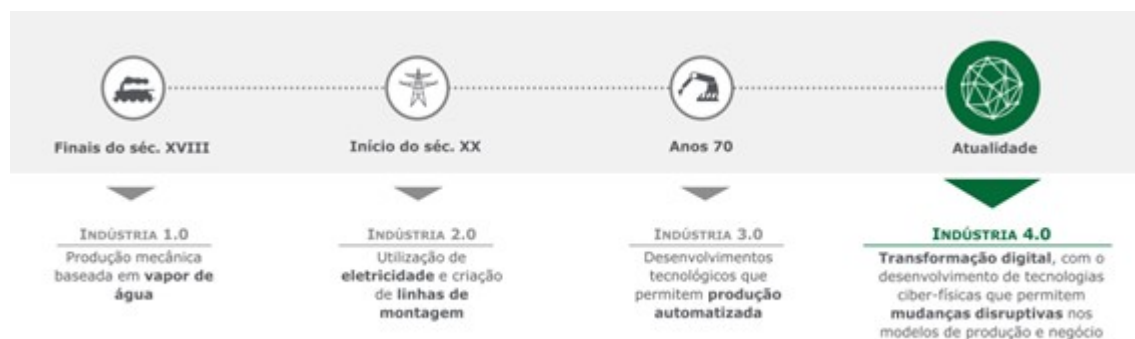 Finais do séc. XVIII
Início do séc. XX
Anos 70
Atualidade
INDÚSTRIA 1.0
Produção mecânica
baseada em vapor de
água
INDÚSTRIA 2.0
Utilização de
eletricidade e criação
de linhas de
montagem
INDÚSTRIA 3.0
Desenvolvimentos
tecnológicos que
permitem produção
automatizada
INDÚSTRIA 4.0
Transformação digital, com o
desenvolvimento de tecnologias
ciber-físicas que permitem
mudanças disruptivas nos
modelos de produção e negócio